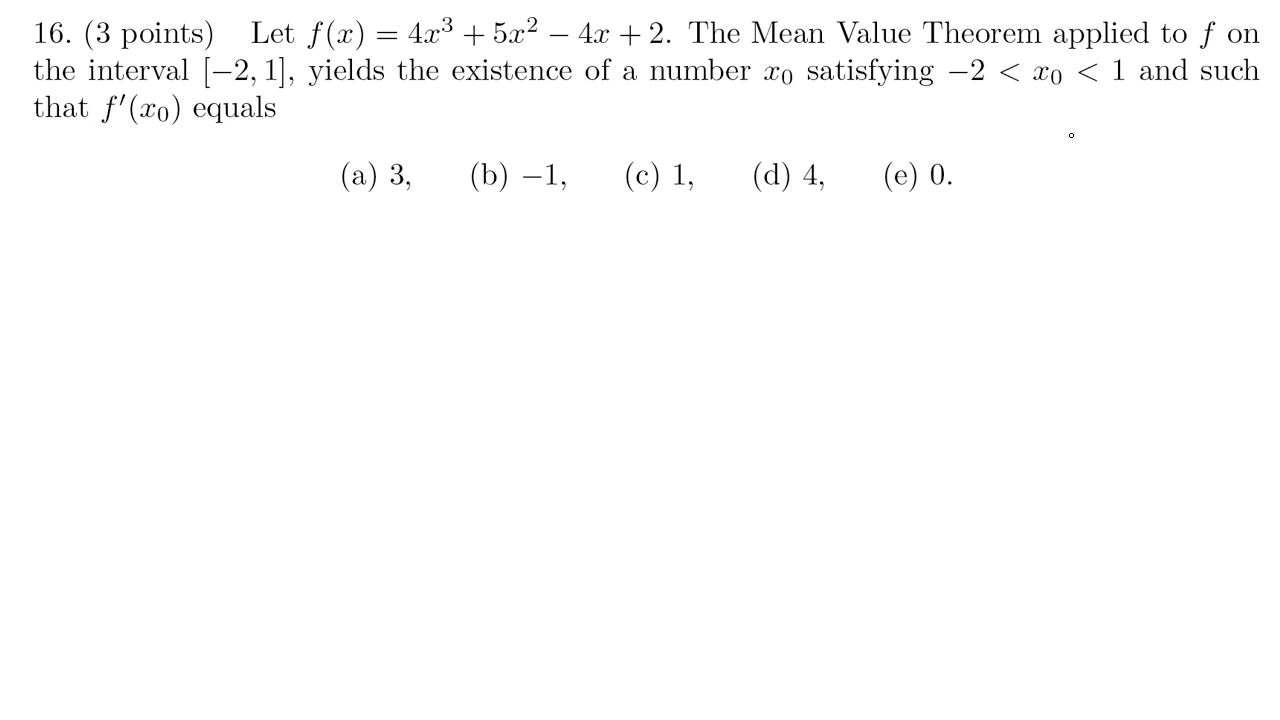 16. (3 points) Let f(x) = 4x³ + 5x² − 4x + 2. The Mean Value Theorem applied to f on
the interval [−2, 1], yields the existence of a number x₀ satisfying −2 < x₀ < 1 and such
that f′(x₀) equals
(a) 3, (b) −1, (c) 1, (d) 4, (e) 0.